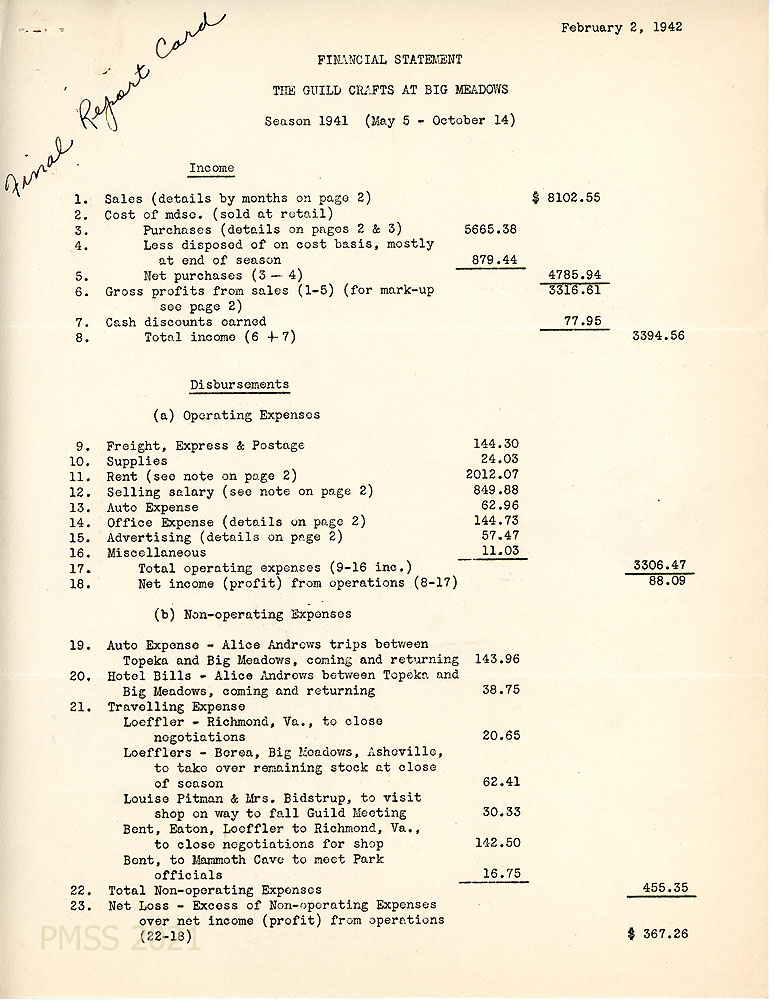 February 2, 1942
Final Report Card
FINANCIAL STATEMENT
THE GUILD CRAFTS AT BIG MEADOWS
Season 1941 (May 5 - October 14)
Income
1. Sales (details by months on page 2) $ 8102.55
2. Cost of mdse. (sold at retail)
3. Purchases (details on pages 2 & 3) 5665.38
4. Less disposed of on cost basis, mostly
at end of season 879.44
5. Net purchases (3 - 4) 4785.94
6. Gross profits from sales (1-5) (for mark-up 3316.61
see page 2)
7. Cash discounts earned 77.95
8. Total income (6 + 7) 3394.56
Disbursements
(a) Operating Expenses
9. Freight, Express & Postage 144.30
10. Supplies 24.03
11. Rent (see note on page 2) 2012.07
12. Selling salary (see note on page 2) 849.88
13. Auto Expense 62.96
14. Office Expense (details on page 2) 144.73
15. Advertising (details on page 2) 57.47
16. Miscellaneous 11.03
17. Total operating expenses (9-16 inc.) 3306.47
18. Net income (profit) from operations (8-17) 88.09
(b) Non-operating Expenses
19. Auto Expense - Alice Andrews trips between
Topeka and Big Meadows, coming and returning 143.96
20. Hotel Bills - Alice Andrews between Topeka and
Big Meadows, coming and returning 38.75
21. Travelling Expense
Loeffler - Richmond, Va., to close
negotiations 20.65
Loefflers - Berea, Big Meadows, Asheville,
to take over remaining stock at close
of season 62.41
Louise Pitman & Mrs. Bidstrup, to visit
shop on way to fall Guild Meeting 30.33
Bent, Eaton, Loeffler to Richmond, Va.,
to close negotiations for shop 142.50
Bent, to Mammoth Cave to meet Park
officials 16.75
22. Total Non-operating Expenses 455.35
23. Net Loss - Excess of Non-operating Expenses
over net income (profit) from operations
(22-18) $ 367.26
PMSS 2021